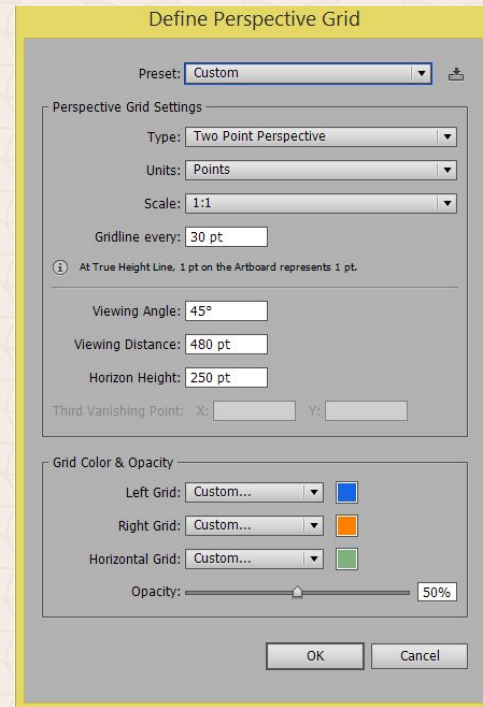 Define Perspective Grid
Preset: Custom
Perspective Grid Settings
Type: Two Point Perspective
Units: Points
Scale: 1:1
Gridline every: 30 pt
i At True Height Line, 1 pt on the Artboard represents 1 pt.
Viewing Angle: 45°
Viewing Distance: 480 pt
Horizon Height: 250 pt
Third Vanishing Point: X: Y:
Grid Color & Opacity
Left Grid: Custom...
Right Grid: Custom...
Horizontal Grid: Custom...
Opacity: 50%
OK Cancel